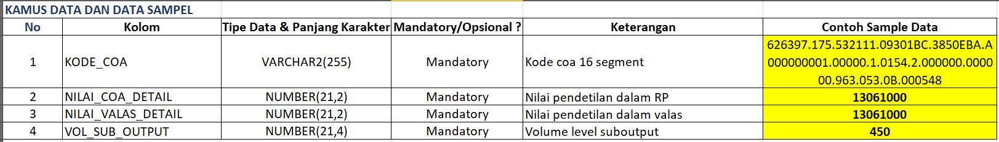 KAMUS DATA DAN DATA SAMPEL
No Kolom Tipe Data & Panjang Karakter Mandatory/Opsional ? Keterangan Contoh Sample Data
1 KODE_COA VARCHAR2(255) Mandatory Kode coa 16 segment 626397.175.532111.09301BC.3850EBA.A
000000001.00000.1.0154.2.000000.0000
00.963.053.0B.000548
2 NILAI_COA_DETAIL NUMBER(21,2) Mandatory Nilai pendetilan dalam RP 13061000
3 NILAI_VALAS_DETAIL NUMBER(21,2) Mandatory Nilai pendetilan dalam valas 13061000
4 VOL_SUB_OUTPUT NUMBER(21,4) Mandatory Volume level suboutput 450